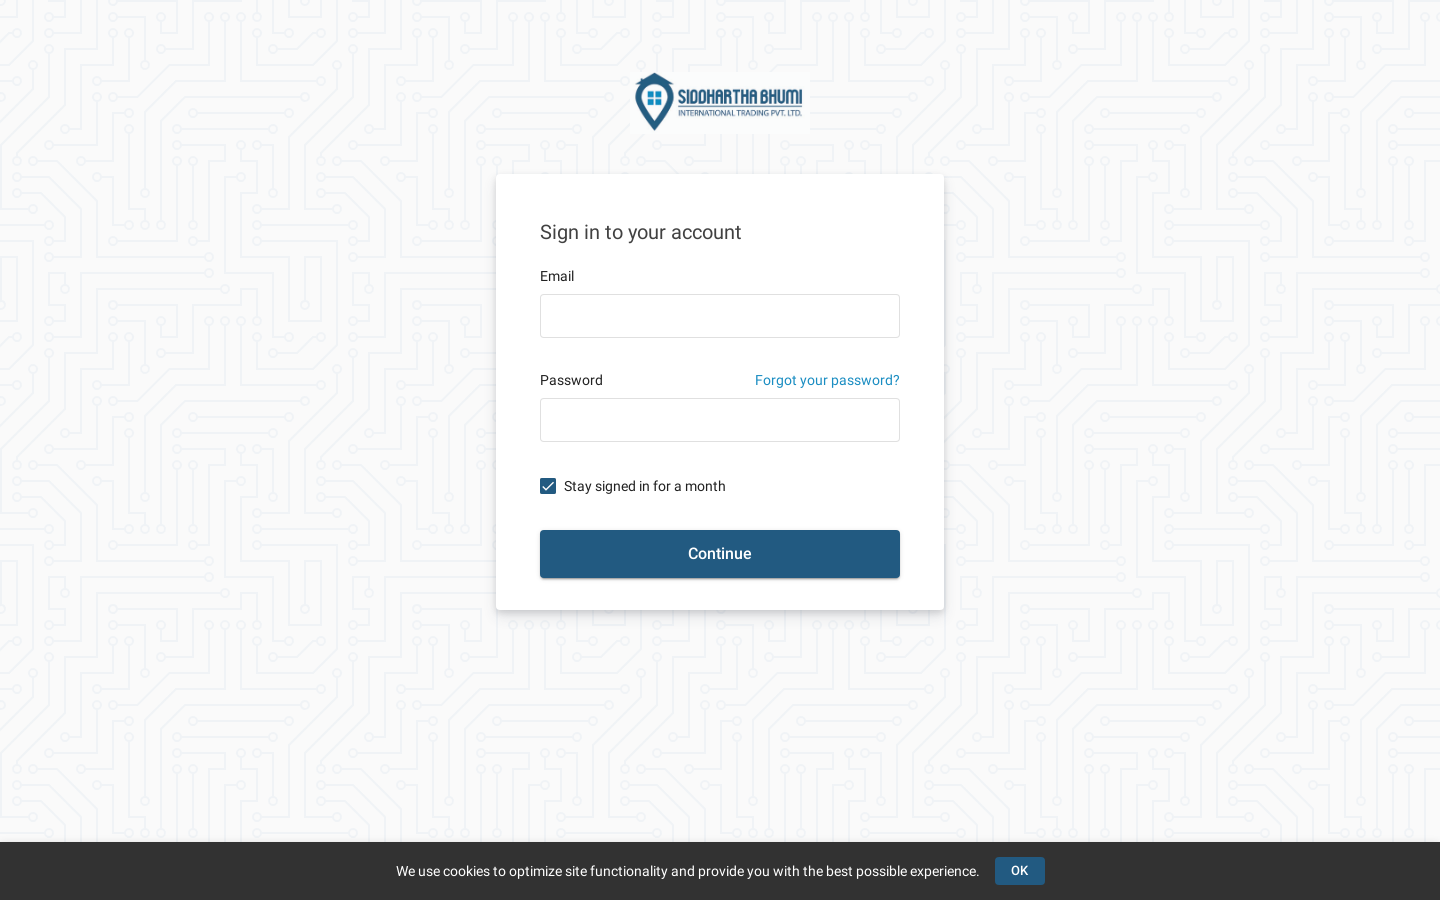 SIDDHARTHA BHUMI
INTERNATIONAL TRADING PVT. LTD.
Sign in to your account
Email
Password
Forgot your password?
Stay signed in for a month
Continue
We use cookies to optimize site functionality and provide you with the best possible experience.
OK